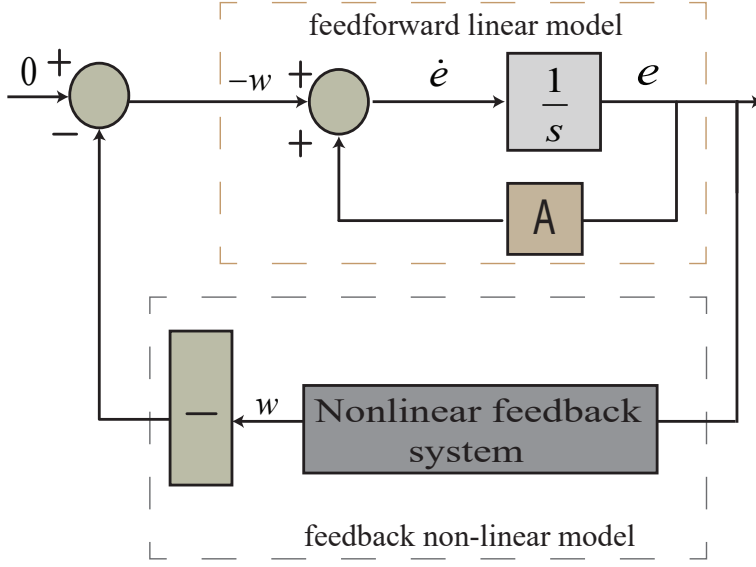 feedforward linear model
0 + −w + ė 1/s e
− +
A
− w Nonlinear feedback
system
feedback non-linear model